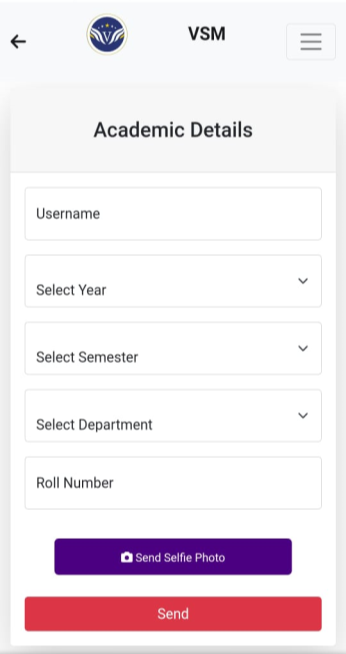 VSM
Academic Details
Username
Select Year
Select Semester
Select Department
Roll Number
Send Selfie Photo
Send